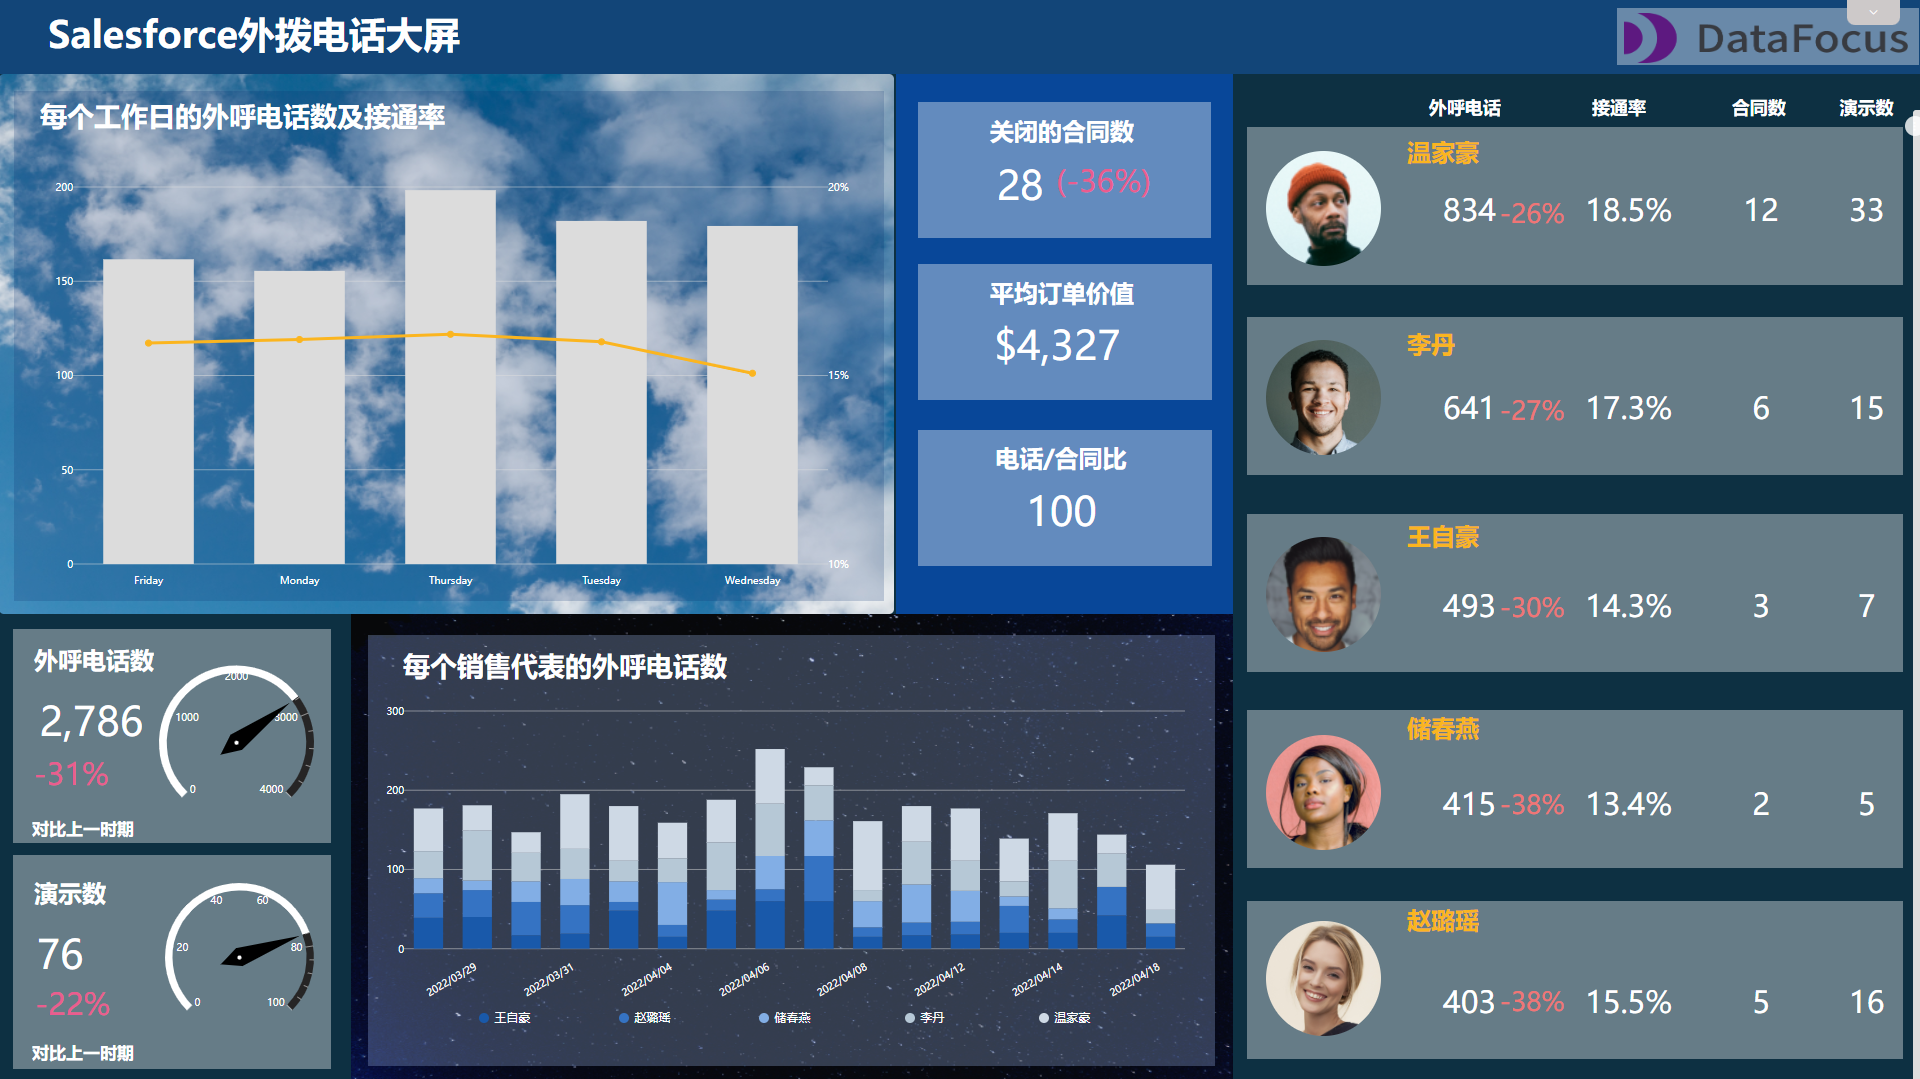 Salesforce外拨电话大屏
DataFocus
每个工作日的外呼电话数及接通率
200
150
100
50
0
20%
15%
10%
Friday
Monday
Thursday
Tuesday
Wednesday
关闭的合同数
28 (-36%)
平均订单价值
$4,327
电话/合同比
100
外呼电话 接通率 合同数 演示数
温家豪
834 -26% 18.5% 12 33
李丹
641 -27% 17.3% 6 15
王自豪
493 -30% 14.3% 3 7
储春燕
415 -38% 13.4% 2 5
赵璐瑶
403 -38% 15.5% 5 16
外呼电话数
2,786
-31%
对比上一时期
0
1000
2000
3000
4000
演示数
76
-22%
对比上一时期
0
20
40
60
80
100
每个销售代表的外呼电话数
300
200
100
0
2022/03/29
2022/03/31
2022/04/04
2022/04/06
2022/04/08
2022/04/12
2022/04/14
2022/04/18
王自豪 赵璐瑶 储春燕 李丹 温家豪